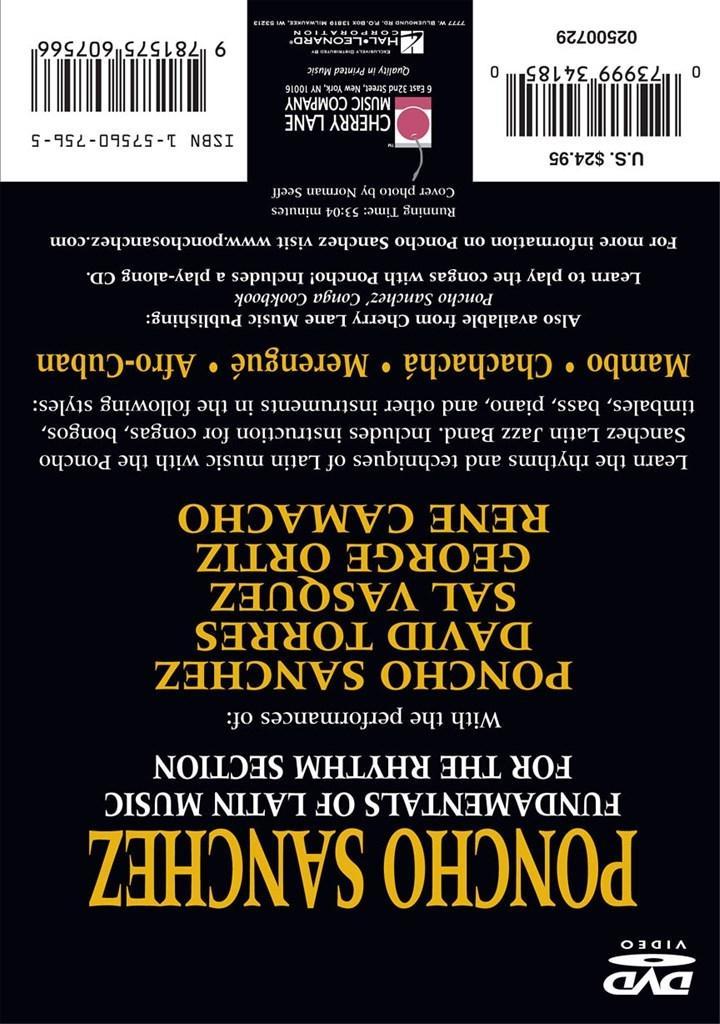 DVD
VIDEO
PONCHO SANCHEZ
FUNDAMENTALS OF LATIN MUSIC
FOR THE RHYTHM SECTION
With the performances of:
PONCHO SANCHEZ
DAVID TORRES
SAL VASQUEZ
GEORGE ORTIZ
RENE CAMACHO
Learn the rhythms and techniques of Latin music with the Poncho
Sanchez Latin Jazz Band. Includes instruction for congas, bongos,
timbales, bass, piano, and other instruments in the following styles:
Mambo • Chachachá • Merengué • Afro-Cuban
Also available from Cherry Lane Music Publishing:
Poncho Sanchez' Conga Cookbook
Learn to play the congas with Poncho! Includes a play-along CD.
For more information on Poncho Sanchez visit www.ponchosanchez.com
Running Time: 53:04 minutes
Cover photo by Norman Seeff
U.S. $24.95
0 73999 34185 0
02500729
CHERRY LANE™
MUSIC COMPANY
6 East 32nd Street, New York, NY 10016
Quality in Printed Music
EXCLUSIVELY DISTRIBUTED BY
HAL•LEONARD®
CORPORATION
7777 W. BLUEMOUND RD. P.O. BOX 13819 MILWAUKEE, WI 53213
ISBN 1-57560-756-5
9 781575 607566